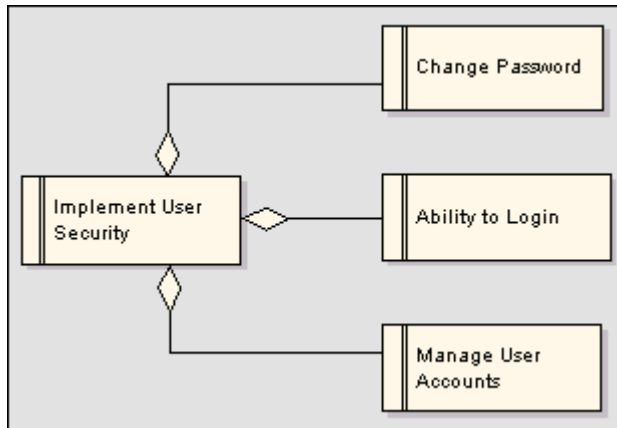 Change Password
Implement User
Security
Ability to Login
Manage User
Accounts